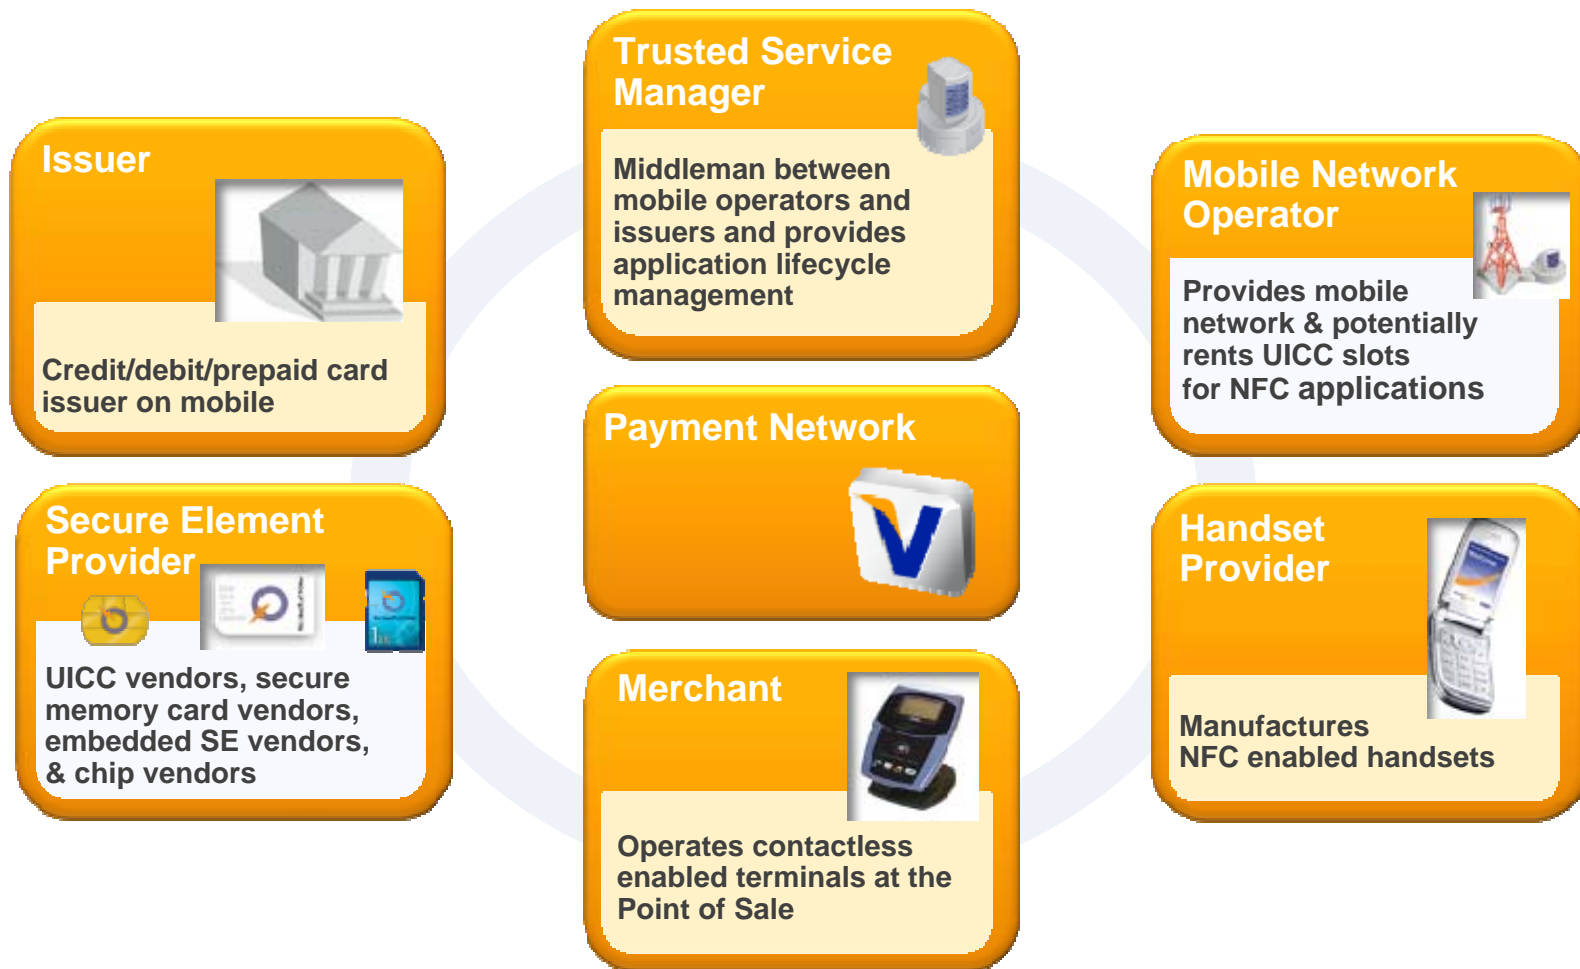 Trusted Service
Manager
Middleman between
mobile operators and
issuers and provides
application lifecycle
management
Issuer
Credit/debit/prepaid card
issuer on mobile
Mobile Network
Operator
Provides mobile
network & potentially
rents UICC slots
for NFC applications
Payment Network
V
Secure Element
Provider
UICC vendors, secure
memory card vendors,
embedded SE vendors,
& chip vendors
Merchant
Operates contactless
enabled terminals at the
Point of Sale
Handset
Provider
Manufactures
NFC enabled handsets